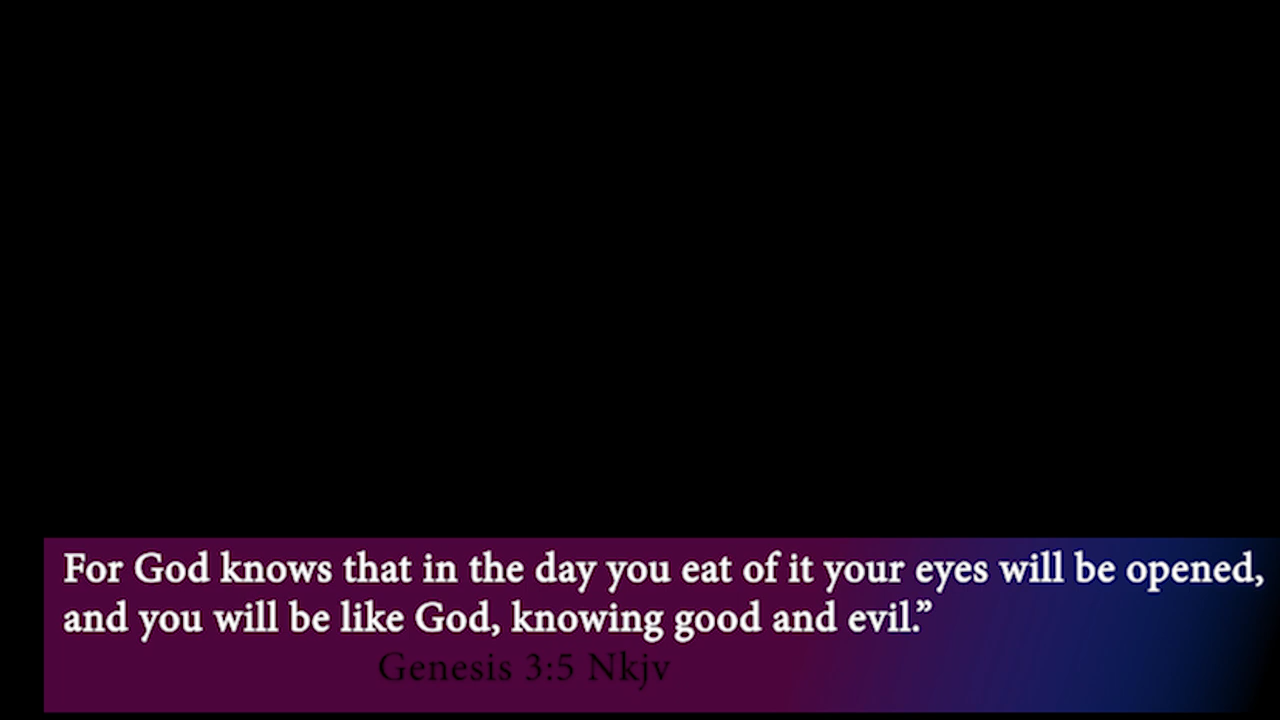 For God knows that in the day you eat of it your eyes will be opened,
and you will be like God, knowing good and evil.”
Genesis 3:5 Nkjv